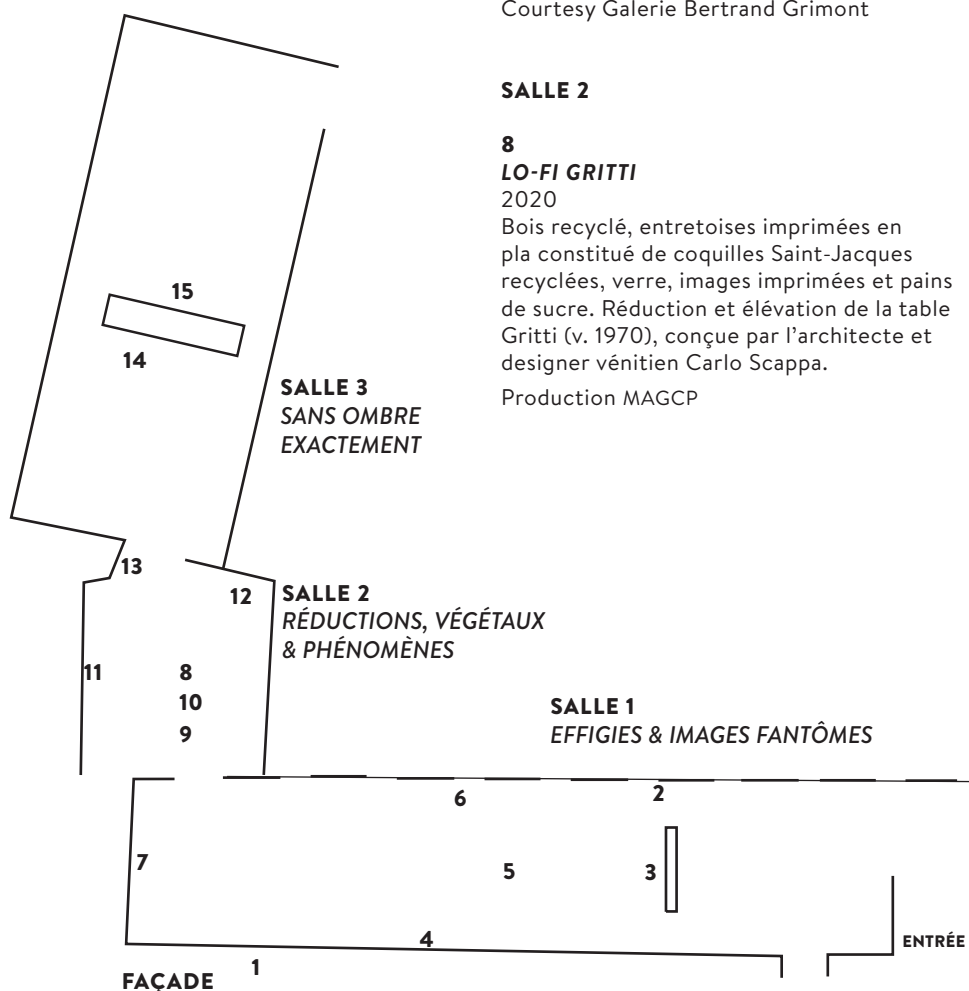 Courtesy Galerie Bertrand Grimont
SALLE 2
8
LO-FI GRITTI
2020
Bois recyclé, entretoises imprimées en
pla constitué de coquilles Saint-Jacques
recyclées, verre, images imprimées et pains
de sucre. Réduction et élévation de la table
Gritti (v. 1970), conçue par l’architecte et
designer vénitien Carlo Scappa.
Production MAGCP
15
14
SALLE 3
SANS OMBRE
EXACTEMENT
13
12
SALLE 2
RÉDUCTIONS, VÉGÉTAUX
& PHÉNOMÈNES
11
8
10
9
SALLE 1
EFFIGIES & IMAGES FANTÔMES
6
2
7
5
3
4
ENTRÉE
1
FAÇADE